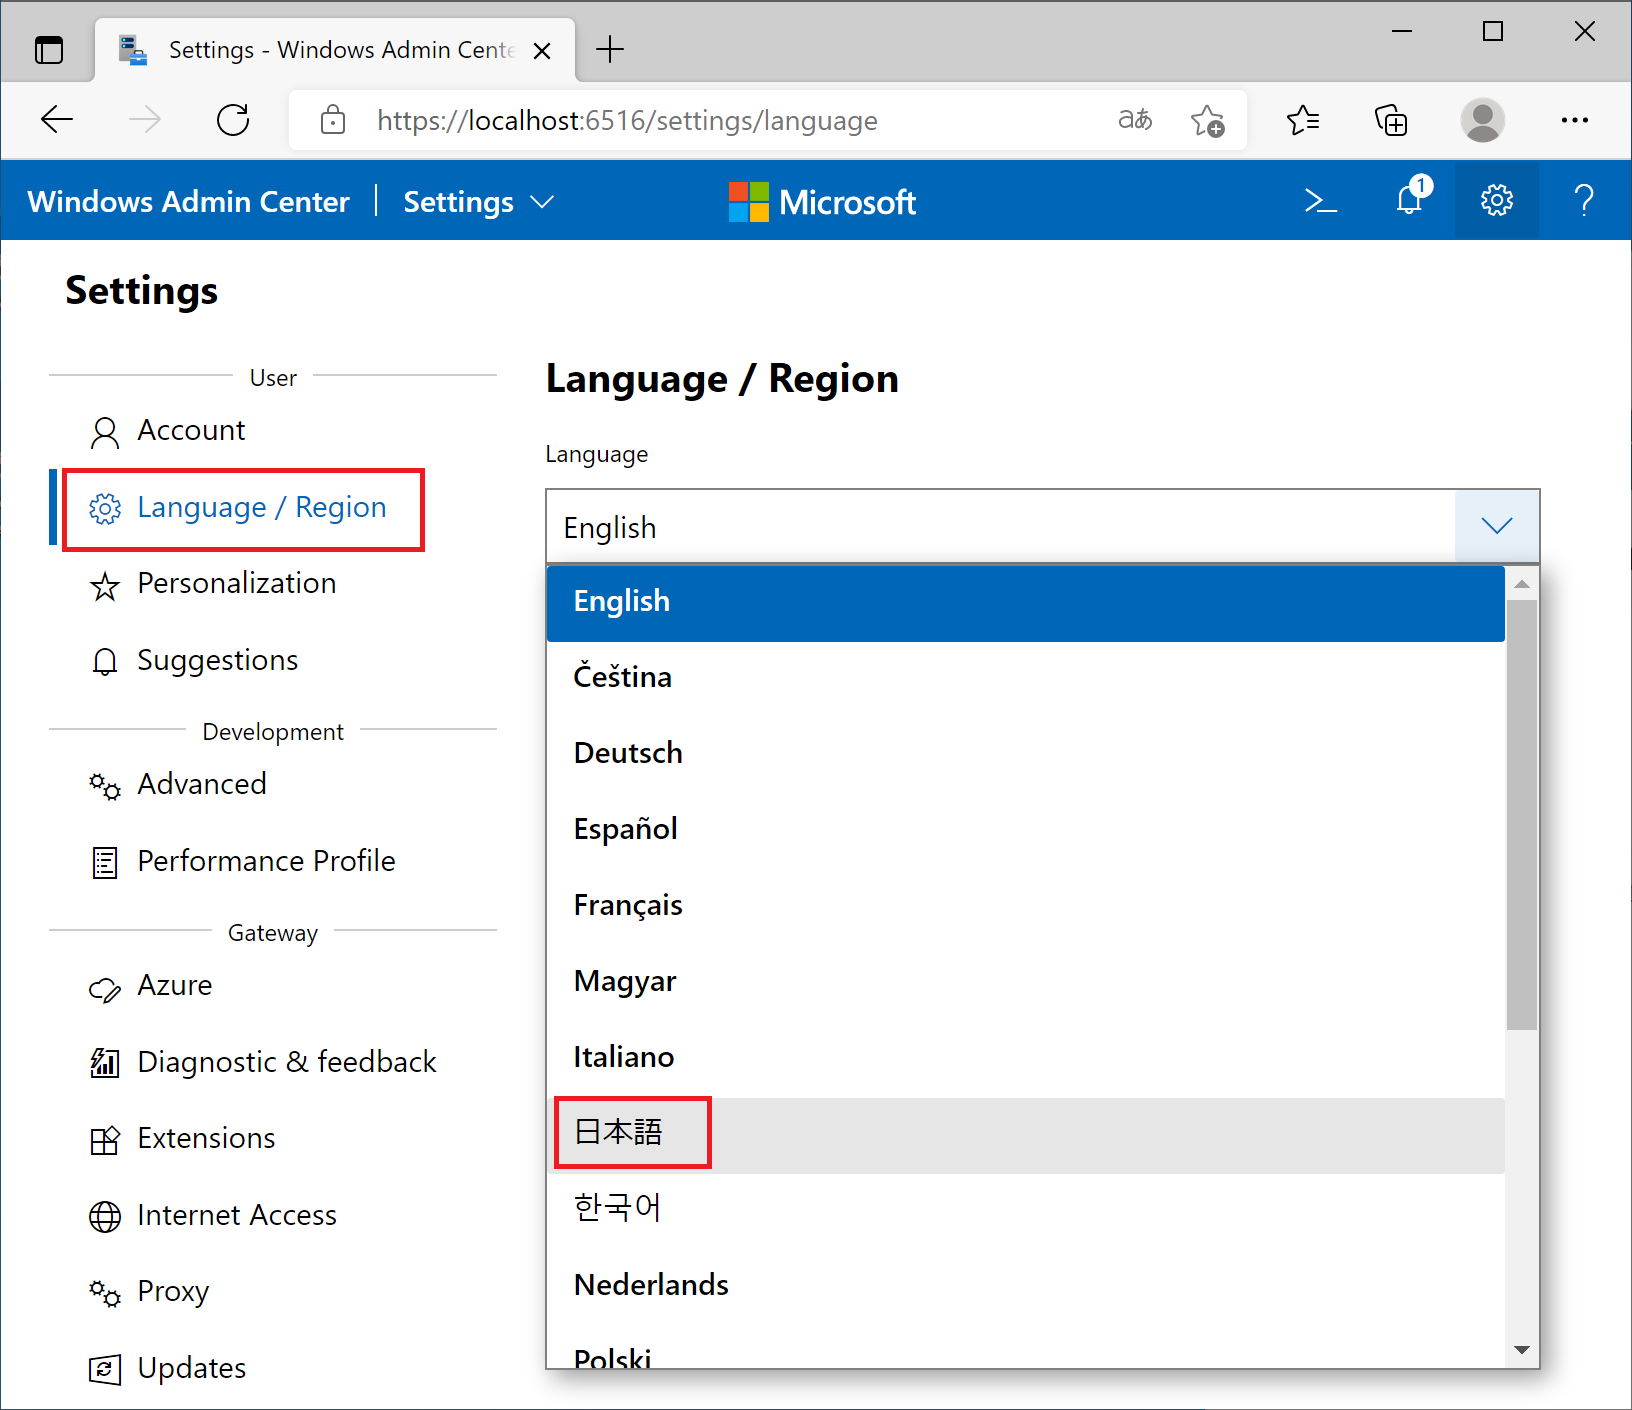 Settings - Windows Admin Cente
https://localhost:6516/settings/language
aあ
Windows Admin Center | Settings
Microsoft
1
Settings
User
Account
Language / Region
Personalization
Suggestions
Development
Advanced
Performance Profile
Gateway
Azure
Diagnostic & feedback
Extensions
Internet Access
Proxy
Updates
Language / Region
Language
English
English
Čeština
Deutsch
Español
Français
Magyar
Italiano
日本語
한국어
Nederlands
Polski